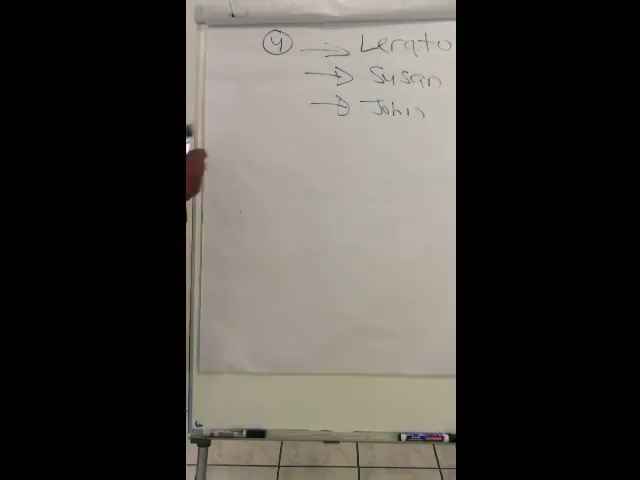 4 → Lerato
→ Susan
→ John